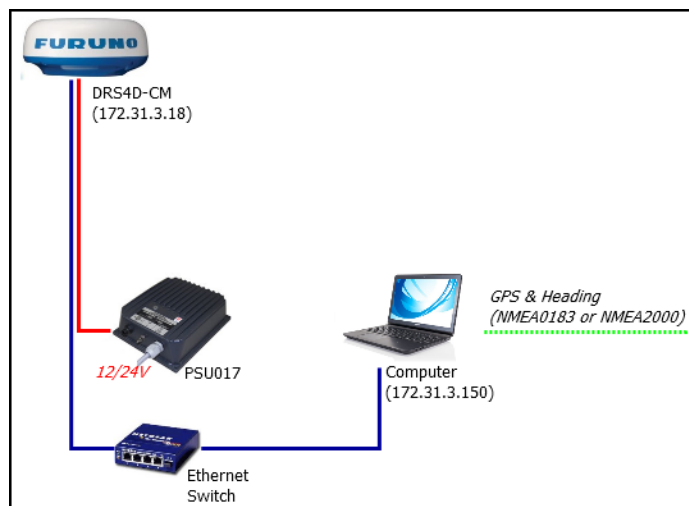 FURUNO
DRS4D-CM
(172.31.3.18)
GPS & Heading
(NMEA0183 or NMEA2000)
12/24V
PSU017
Computer
(172.31.3.150)
NETGEAR
Ethernet
Switch